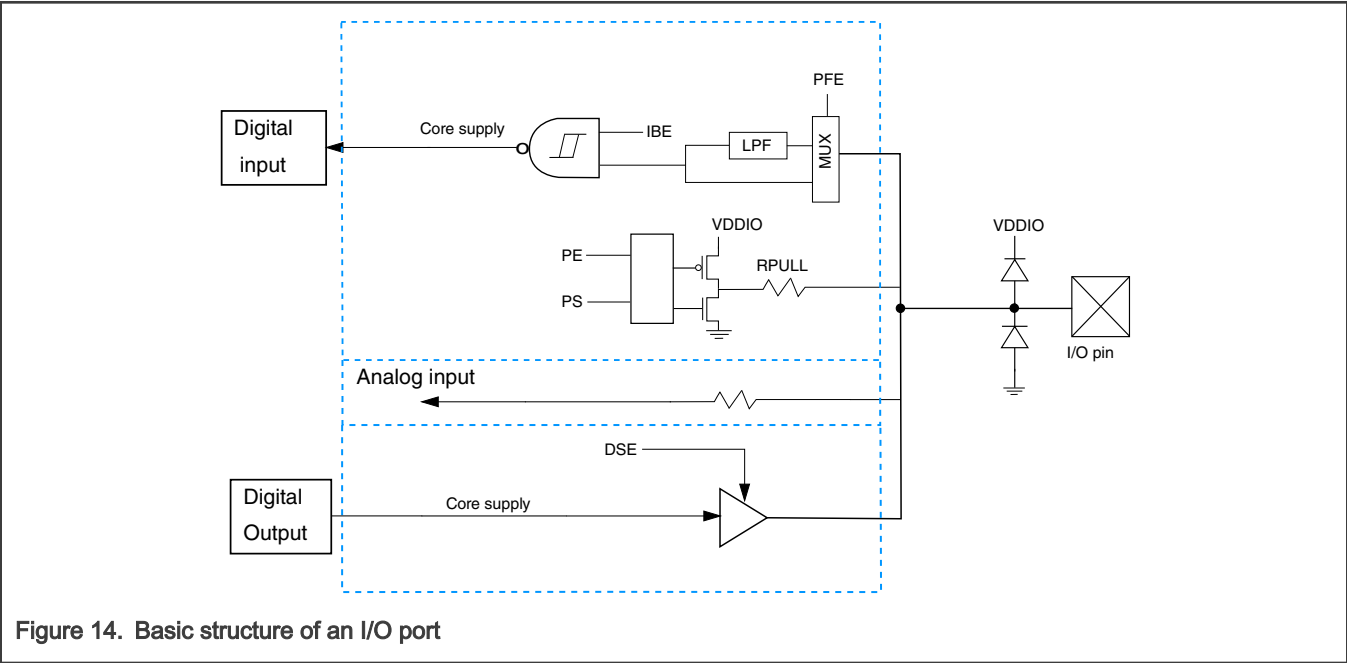 PFE
Digital
input
Core supply
IBE
LPF
MUX
VDDIO
PE
RPULL
PS
VDDIO
I/O pin
Analog input
DSE
Digital
Output
Core supply
Figure 14. Basic structure of an I/O port